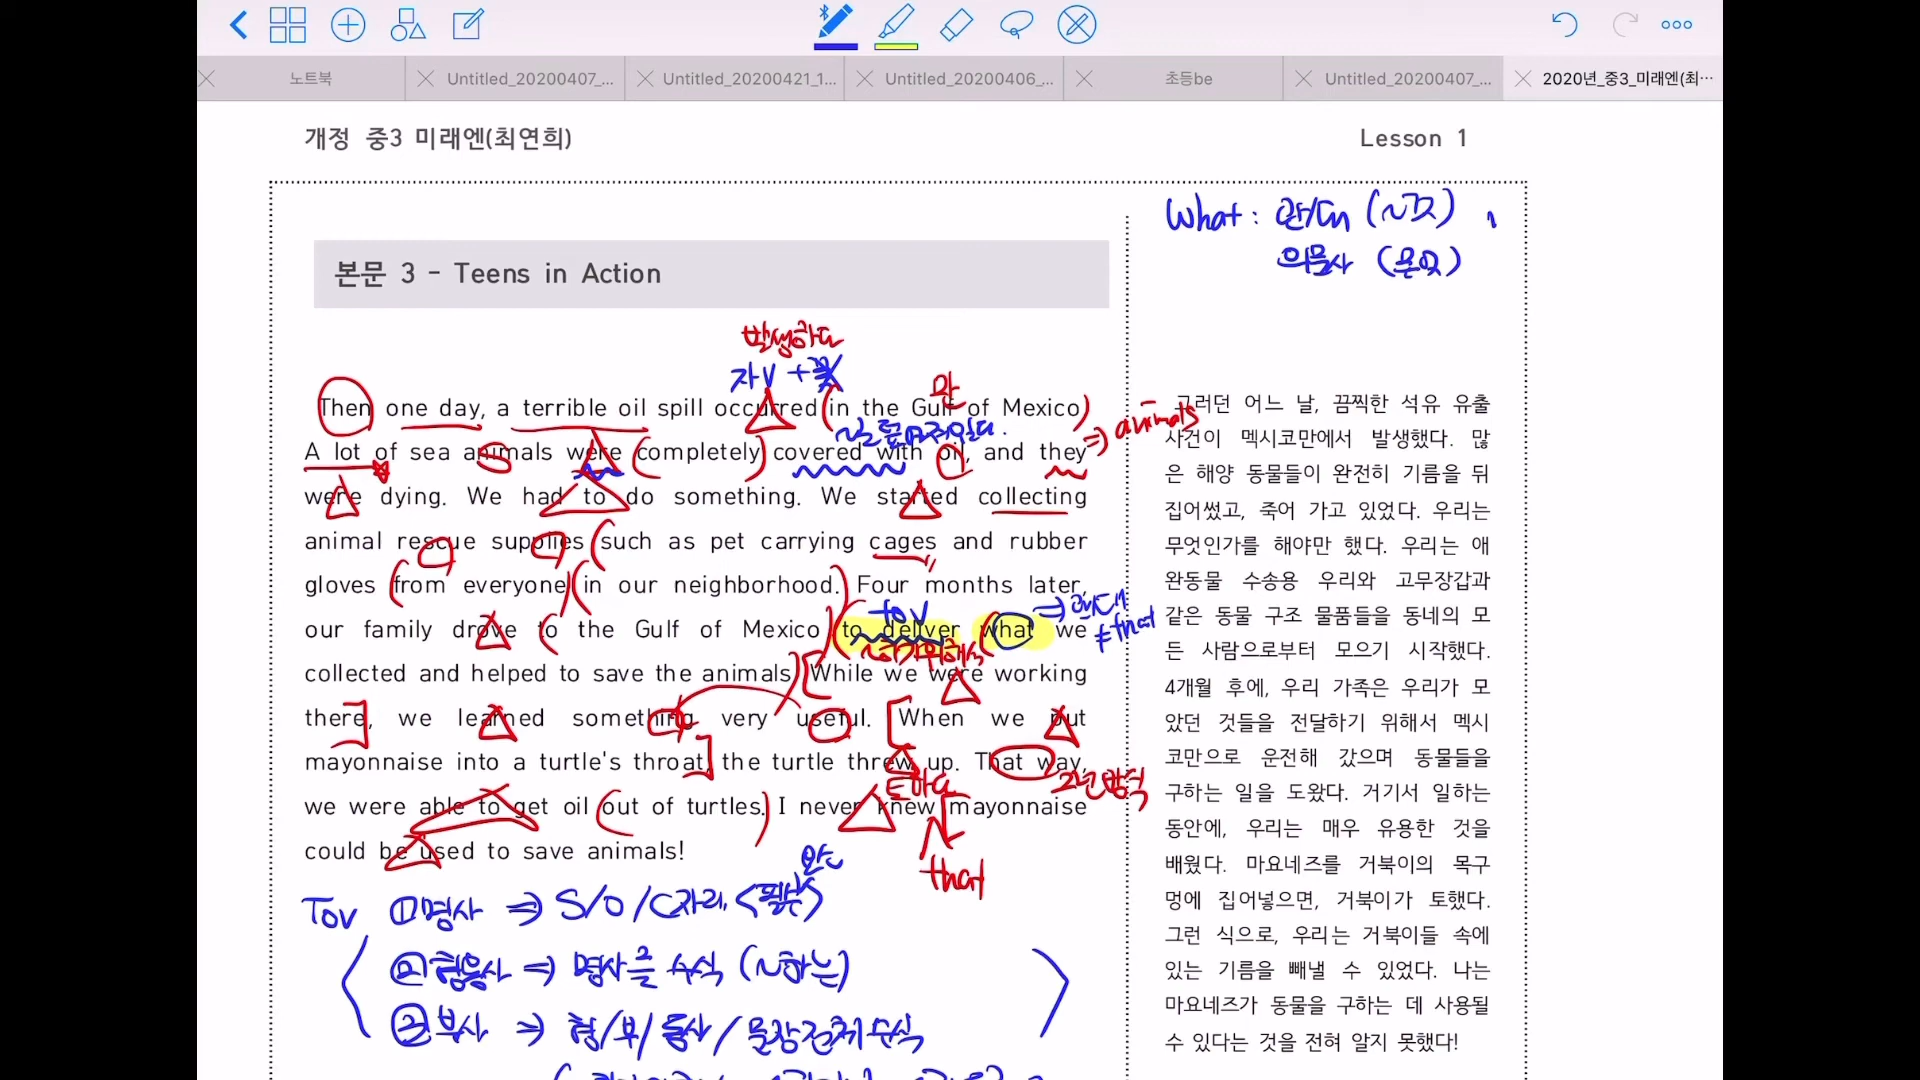 노트북
Untitled_20200407_...
Untitled_20200421_1...
Untitled_20200406_...
초등be
Untitled_20200407_...
2020년_중3_미래엔(최...
개정 중3 미래엔(최연희)
Lesson 1
What : 관/대 (~것)
의문사 (무엇)
본문 3 - Teens in Action
발생하다
자V +
만
Then one day, a terrible oil spill occurred in the Gulf of Mexico
⇒ animals
A lot of sea animals were completely covered with oil, and they
were dying. We had to do something. We started collecting
animal rescue supplies such as pet carrying cages and rubber
gloves from everyone in our neighborhood. Four months later,
toV
⇒ 관대
≠ that
our family drove to the Gulf of Mexico to deliver what we
~하기 위해서
collected and helped to save the animals. While we were working
there, we learned something very useful. When we put
mayonnaise into a turtle's throat, the turtle threw up. That way,
토하다
그런 방식
we were able to get oil out of turtles. I never knew mayonnaise
that
could be used to save animals!
Tov ① 명사 ⇒ S/O/C자리
② 형용사 ⇒ 명사를 수식 (~하는)
③ 부사 ⇒ 형/부/동사/문장전체 수식
그러던 어느 날, 끔찍한 석유 유출
사건이 멕시코만에서 발생했다. 많
은 해양 동물들이 완전히 기름을 뒤
집어썼고, 죽어 가고 있었다. 우리는
무엇인가를 해야만 했다. 우리는 애
완동물 수송용 우리와 고무장갑과
같은 동물 구조 물품들을 동네의 모
든 사람으로부터 모으기 시작했다.
4개월 후에, 우리 가족은 우리가 모
았던 것들을 전달하기 위해서 멕시
코만으로 운전해 갔으며 동물들을
구하는 일을 도왔다. 거기서 일하는
동안에, 우리는 매우 유용한 것을
배웠다. 마요네즈를 거북이의 목구
멍에 집어넣으면, 거북이가 토했다.
그런 식으로, 우리는 거북이들 속에
있는 기름을 빼낼 수 있었다. 나는
마요네즈가 동물을 구하는 데 사용될
수 있다는 것을 전혀 알지 못했다!